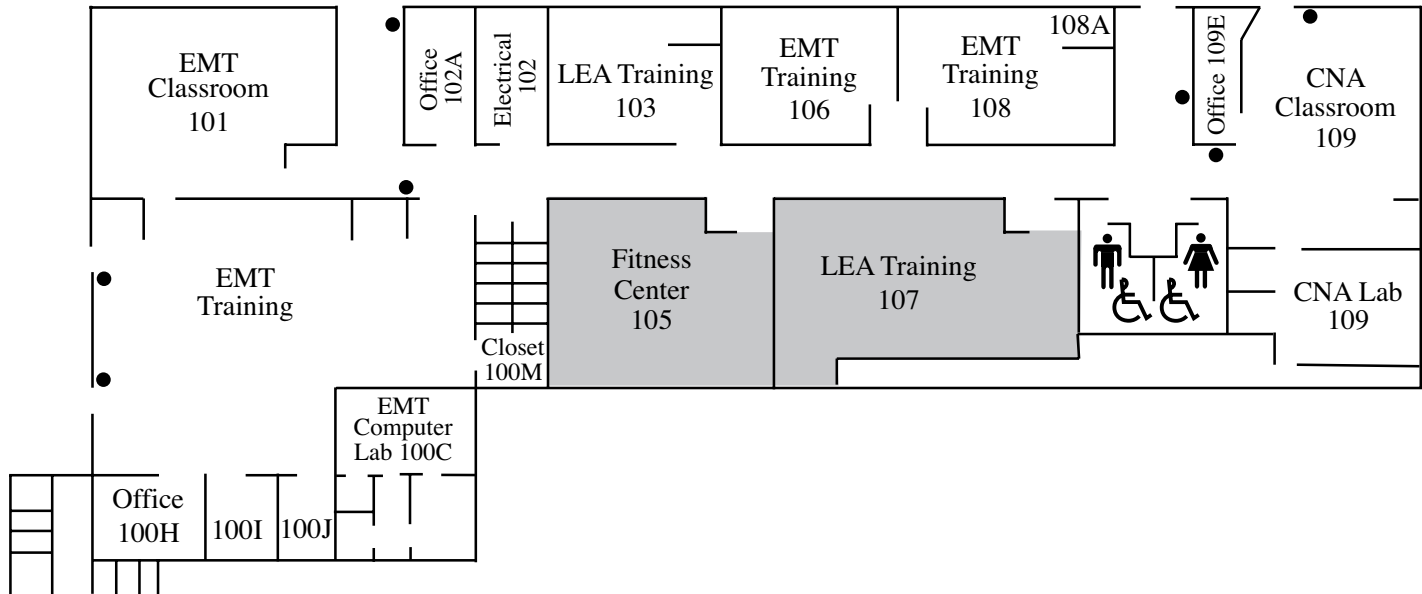 EMT
Classroom
101
Office
102A
Electrical
102
LEA Training
103
EMT
Training
106
EMT
Training
108
108A
Office 109E
CNA
Classroom
109
EMT
Training
Closet
100M
Fitness
Center
105
LEA Training
107
CNA Lab
109
EMT
Computer
Lab 100C
Office
100H
100I
100J